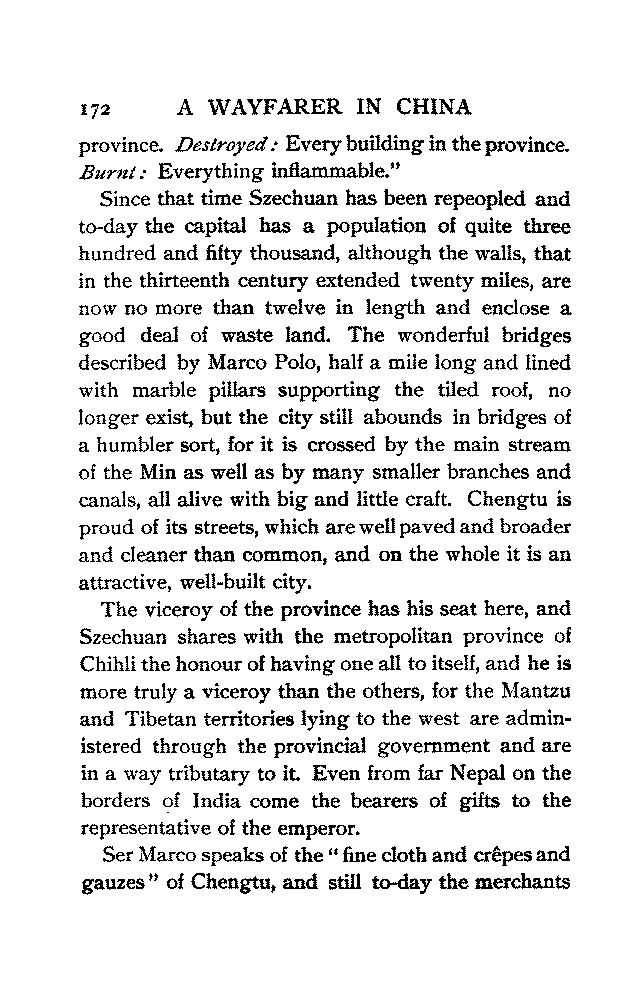 172 A WAYFARER IN CHINA
province. Destroyed: Every building in the province.
Burnt: Everything inflammable."
Since that time Szechuan has been repeopled and
to-day the capital has a population of quite three
hundred and fifty thousand, although the walls, that
in the thirteenth century extended twenty miles, are
now no more than twelve in length and enclose a
good deal of waste land. The wonderful bridges
described by Marco Polo, half a mile long and lined
with marble pillars supporting the tiled roof, no
longer exist, but the city still abounds in bridges of
a humbler sort, for it is crossed by the main stream
of the Min as well as by many smaller branches and
canals, all alive with big and little craft. Chengtu is
proud of its streets, which are well paved and broader
and cleaner than common, and on the whole it is an
attractive, well-built city.
The viceroy of the province has his seat here, and
Szechuan shares with the metropolitan province of
Chihli the honour of having one all to itself, and he is
more truly a viceroy than the others, for the Mantzu
and Tibetan territories lying to the west are admin-
istered through the provincial government and are
in a way tributary to it. Even from far Nepal on the
borders of India come the bearers of gifts to the
representative of the emperor.
Ser Marco speaks of the "fine cloth and crêpes and
gauzes" of Chengtu, and still to-day the merchants